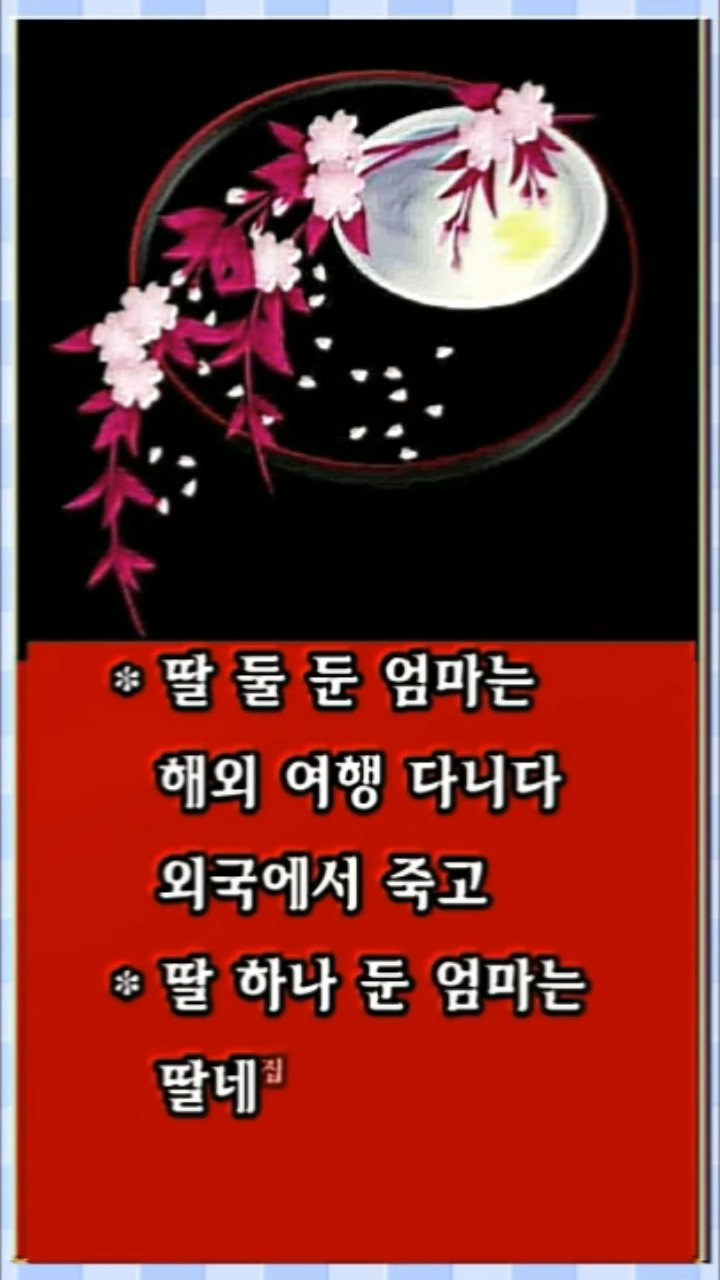 * 딸 둘 둔 엄마는
해외 여행 다니다
외국에서 죽고
* 딸 하나 둔 엄마는
딸네집